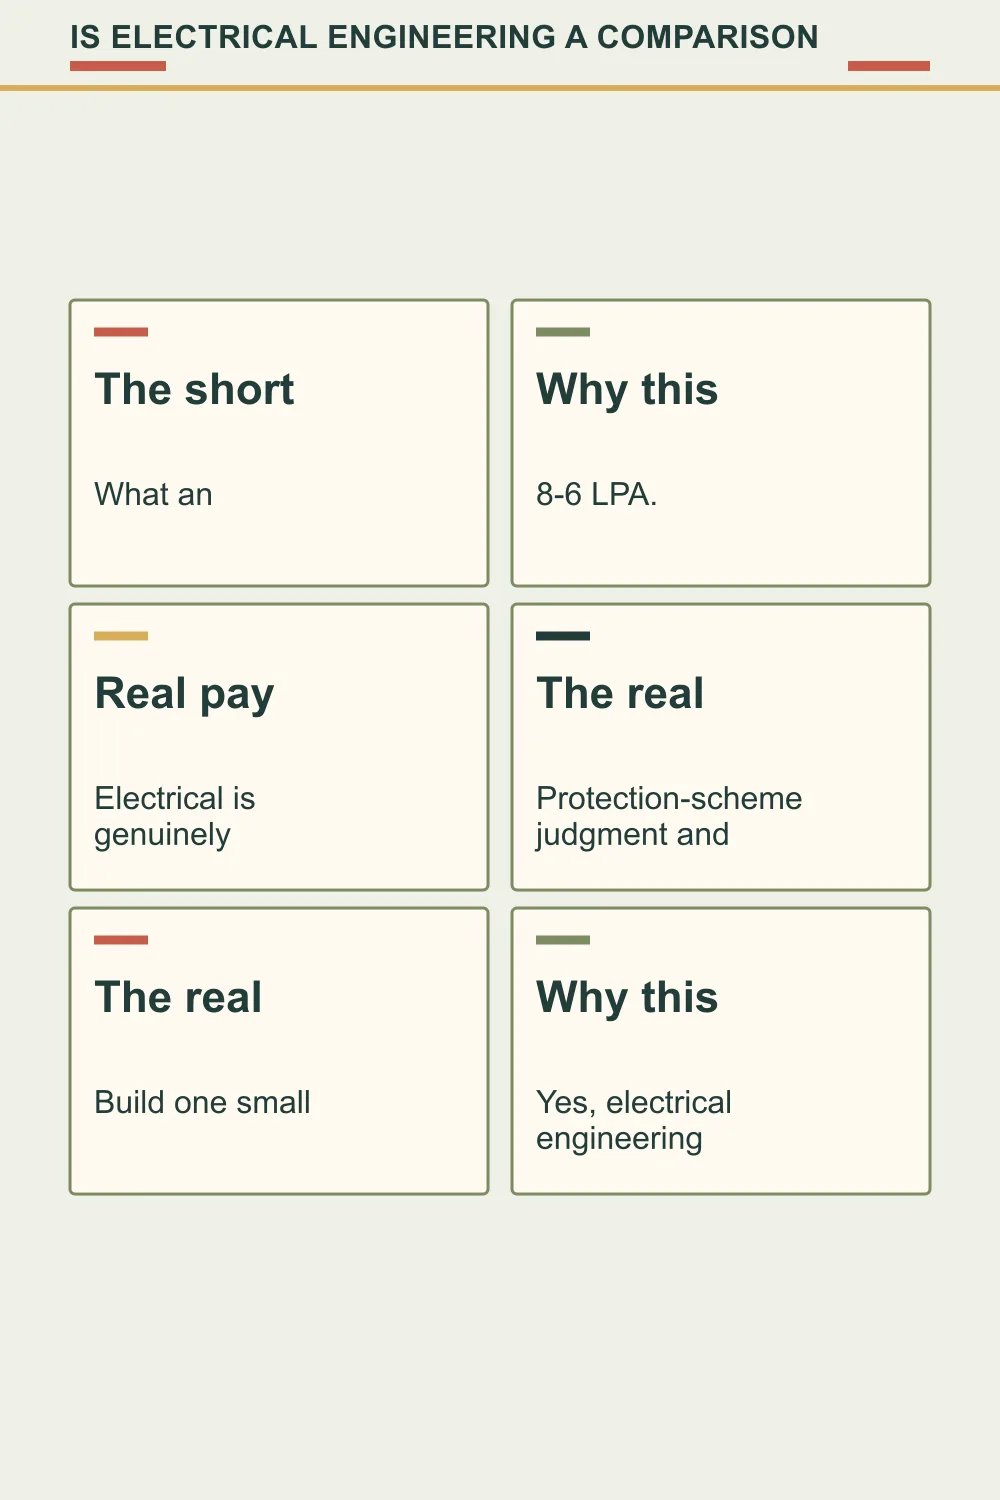 IS ELECTRICAL ENGINEERING A COMPARISON
The short
What an
Why this
8-6 LPA.
Real pay
Electrical is
genuinely
The real
Protection-scheme
judgment and
The real
Build one small
Why this
Yes, electrical
engineering